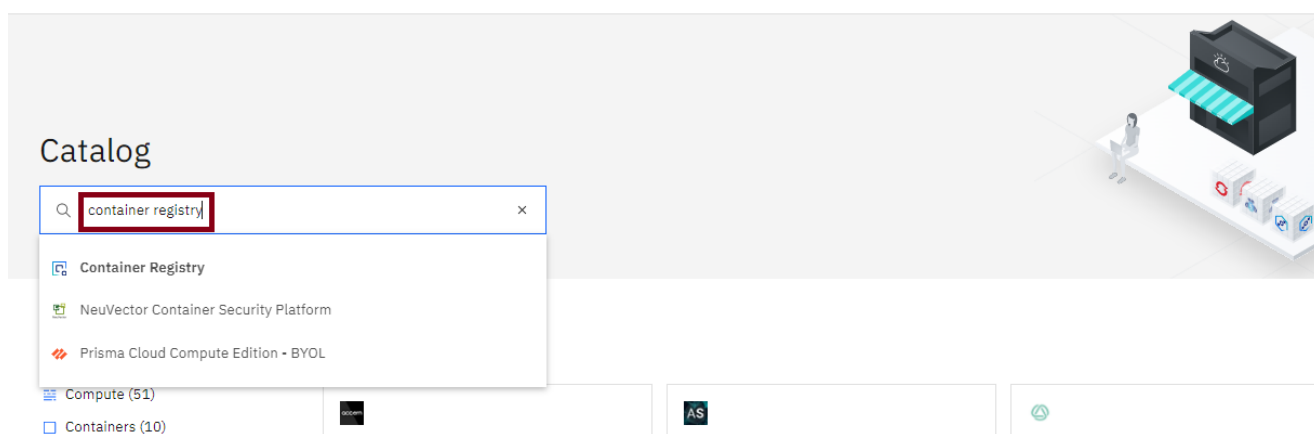 Catalog
container registry
Container Registry
NeuVector Container Security Platform
Prisma Cloud Compute Edition - BYOL
Compute (51)
Containers (10)
accem
AS